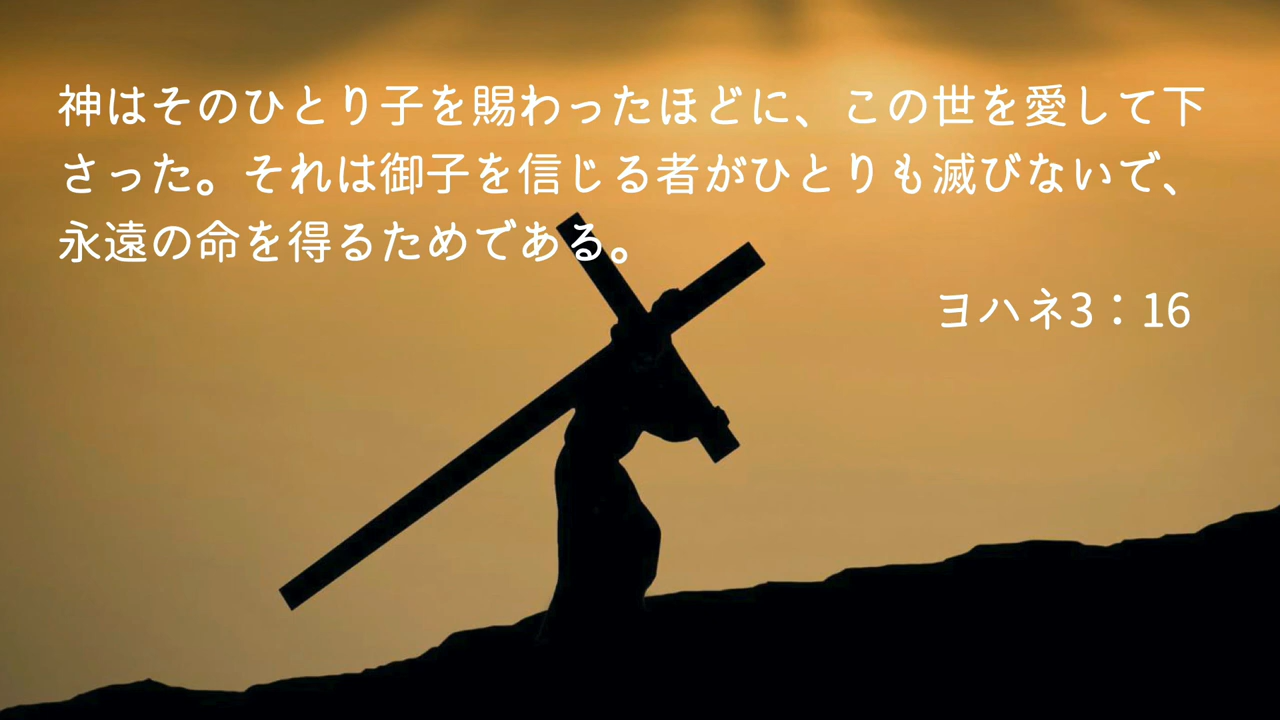 神はそのひとり子を賜わったほどに、この世を愛して下
さった。それは御子を信じる者がひとりも滅びないで、
永遠の命を得るためである。
ヨハネ3：16